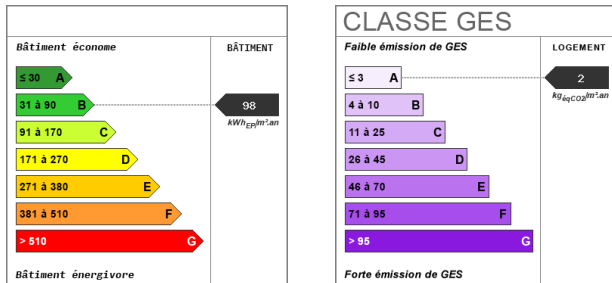 Bâtiment économe
BÂTIMENT
≤ 30 A
31 à 90 B
98
kWhEP/m².an
91 à 170 C
171 à 270 D
271 à 380 E
381 à 510 F
> 510 G
Bâtiment énergivore
CLASSE GES
Faible émission de GES
LOGEMENT
≤ 3 A
2
kgéqCO2/m².an
4 à 10 B
11 à 25 C
26 à 45 D
46 à 70 E
71 à 95 F
> 95 G
Forte émission de GES